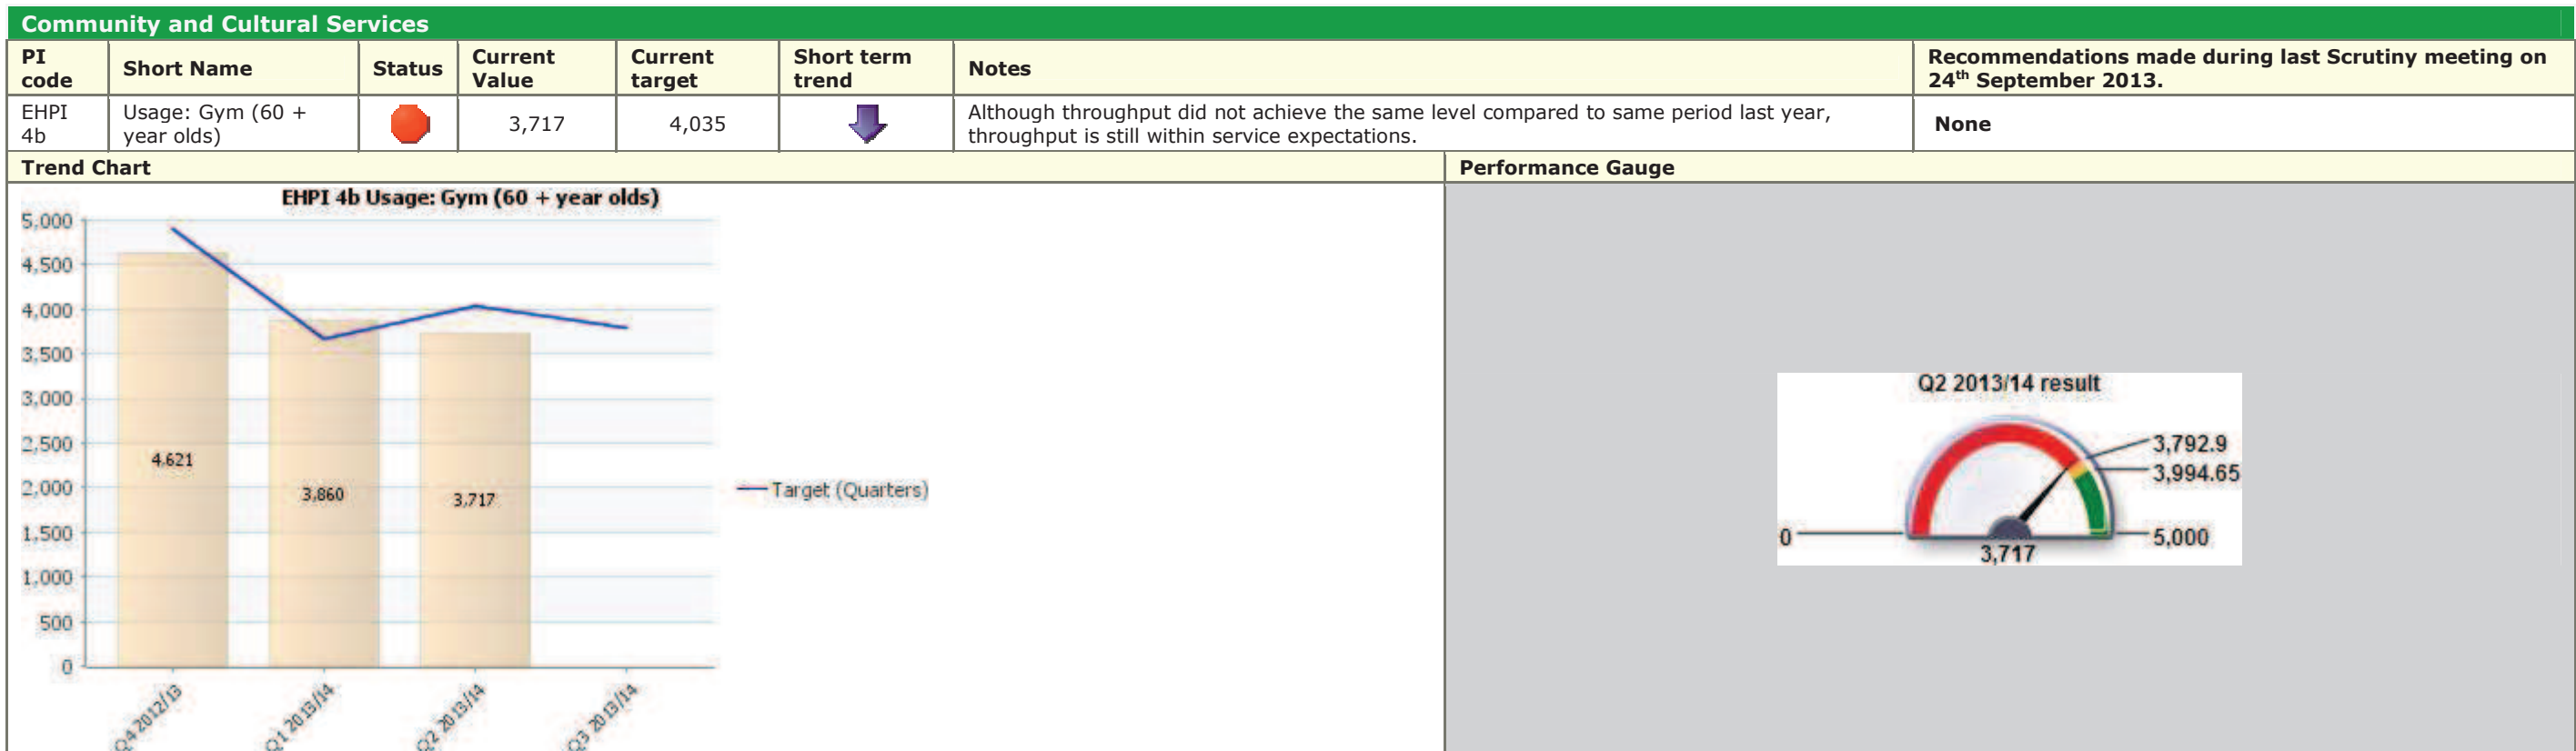 Community and Cultural Services
PI code
Short Name
Status
Current Value
Current target
Short term trend
Notes
Recommendations made during last Scrutiny meeting on 24th September 2013.
EHPI 4b
Usage: Gym (60 + year olds)
3,717
4,035
Although throughput did not achieve the same level compared to same period last year,
throughput is still within service expectations.
None
Trend Chart
Performance Gauge
EHPI 4b Usage: Gym (60 + year olds)
5,000
4,500
4,000
3,500
3,000
2,500
2,000
1,500
1,000
500
0
4,621
3,860
3,717
Q4 2012/13
Q1 2013/14
Q2 2013/14
Q3 2013/14
Target (Quarters)
Q2 2013/14 result
3,792.9
3,994.65
0
5,000
3,717